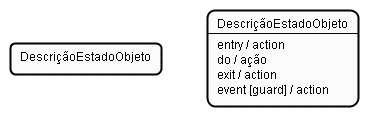 DescriçãoEstadoObjeto
DescriçãoEstadoObjeto
entry / action
do / ação
exit / action
event [guard] / action